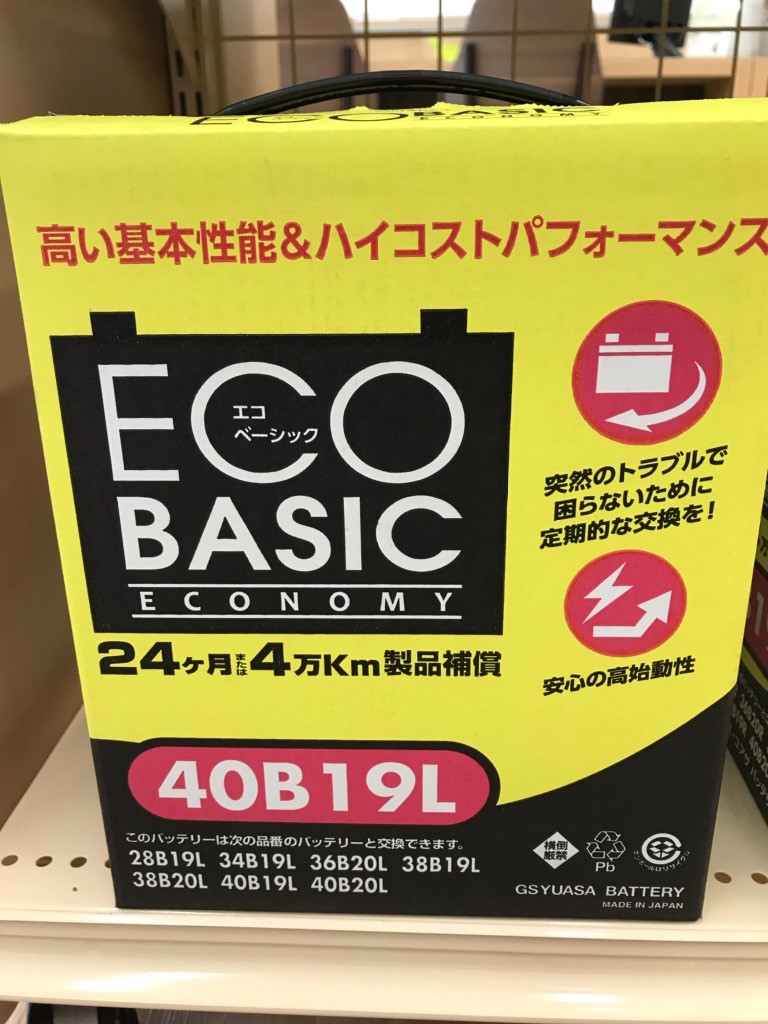 ECO BASIC
ECONOMY
高い基本性能&ハイコストパフォーマンス
ECO
エコ
ベーシック
BASIC
ECONOMY
24ヶ月または4万Km製品補償
突然のトラブルで
困らないために
定期的な交換を!
安心の高始動性
40B19L
このバッテリーは次の品番のバッテリーと交換できます。
28B19L 34B19L 36B20L 38B19L
38B20L 40B19L 40B20L
横倒
厳禁
Pb
GSYUASA BATTERY
MADE IN JAPAN